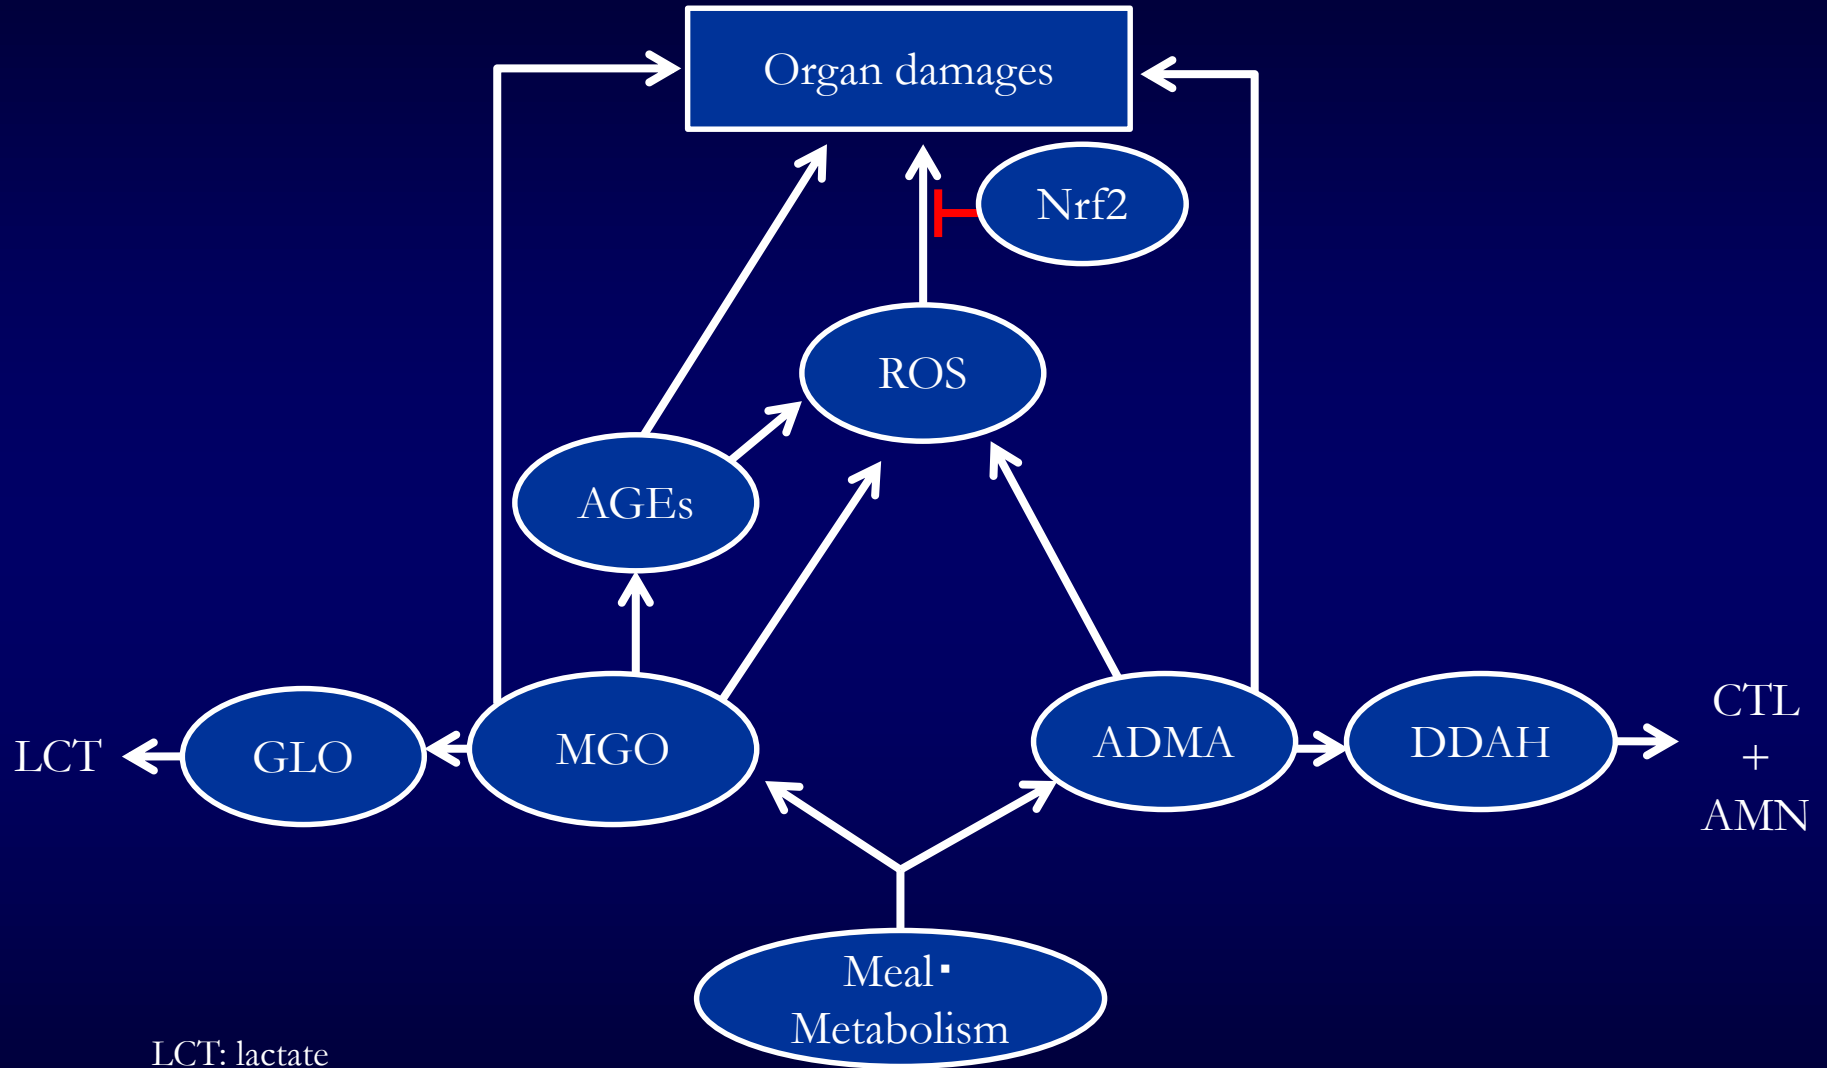 Organ damages
Nrf2
ROS
AGEs
LCT
GLO
MGO
ADMA
DDAH
CTL
+
AMN
Meal▪
Metabolism
LCT: lactate